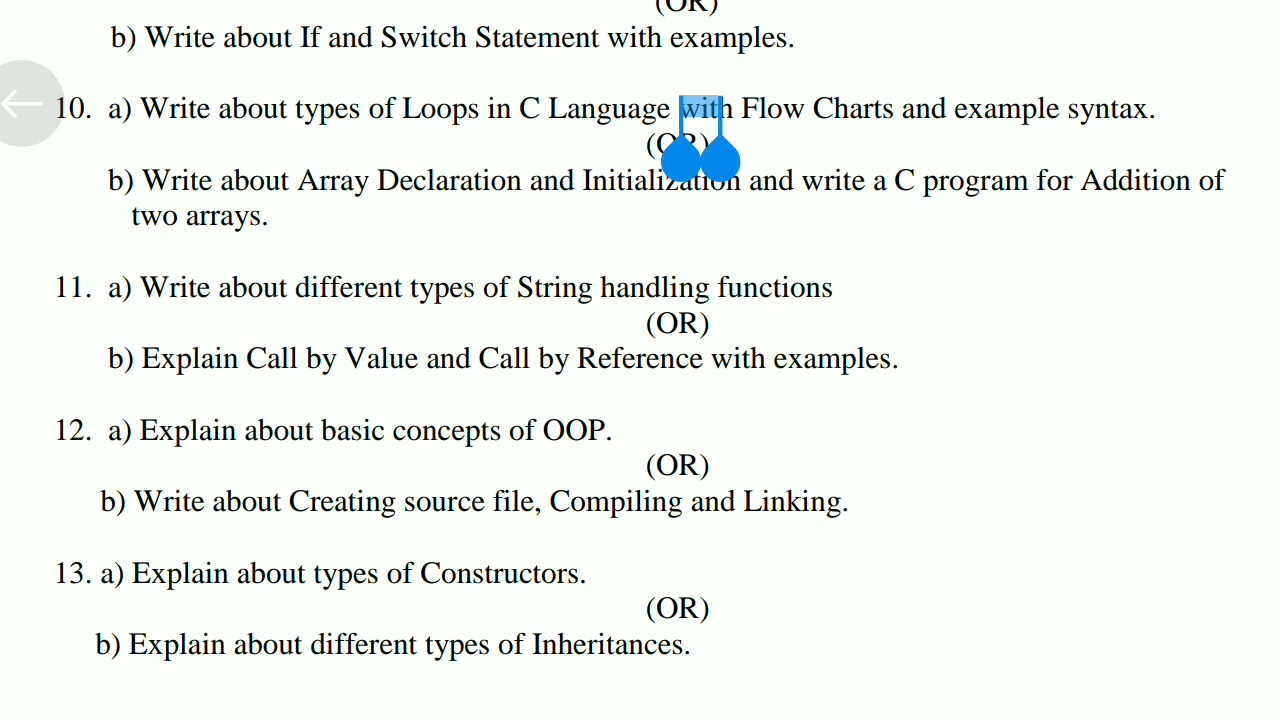 (OR)
b) Write about If and Switch Statement with examples.
10. a) Write about types of Loops in C Language with Flow Charts and example syntax.
(OR)
b) Write about Array Declaration and Initialization and write a C program for Addition of
two arrays.
11. a) Write about different types of String handling functions
(OR)
b) Explain Call by Value and Call by Reference with examples.
12. a) Explain about basic concepts of OOP.
(OR)
b) Write about Creating source file, Compiling and Linking.
13. a) Explain about types of Constructors.
(OR)
b) Explain about different types of Inheritances.